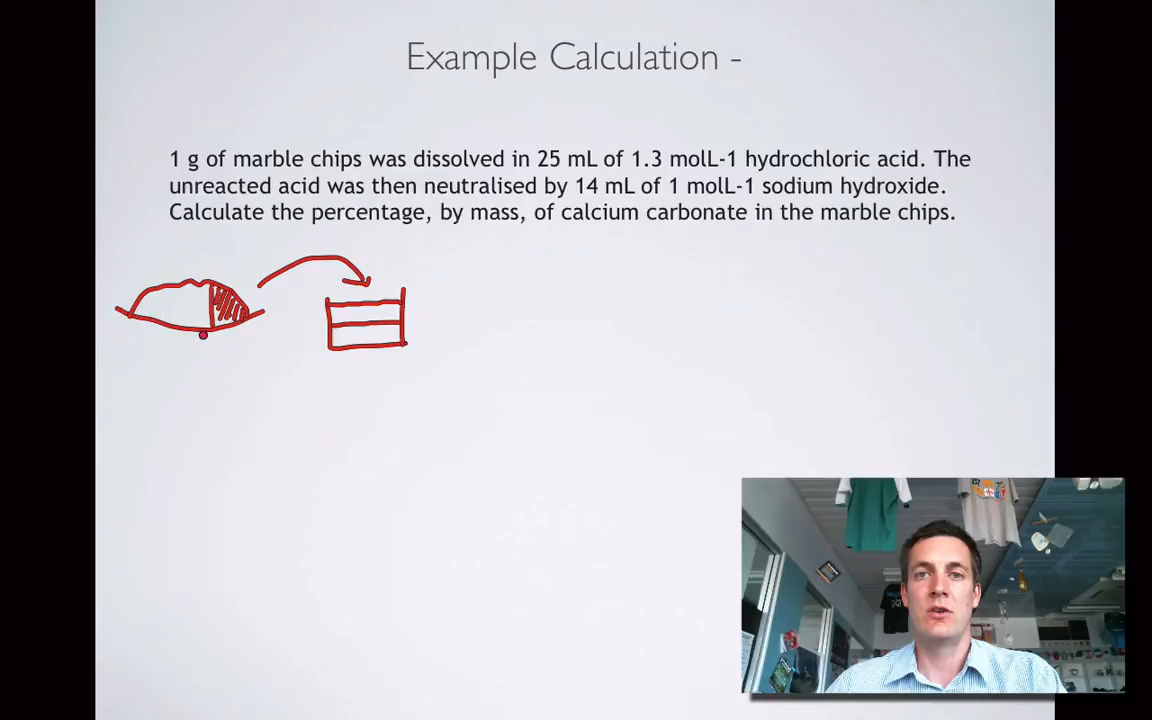 Example Calculation -
1 g of marble chips was dissolved in 25 mL of 1.3 molL-1 hydrochloric acid. The
unreacted acid was then neutralised by 14 mL of 1 molL-1 sodium hydroxide.
Calculate the percentage, by mass, of calcium carbonate in the marble chips.